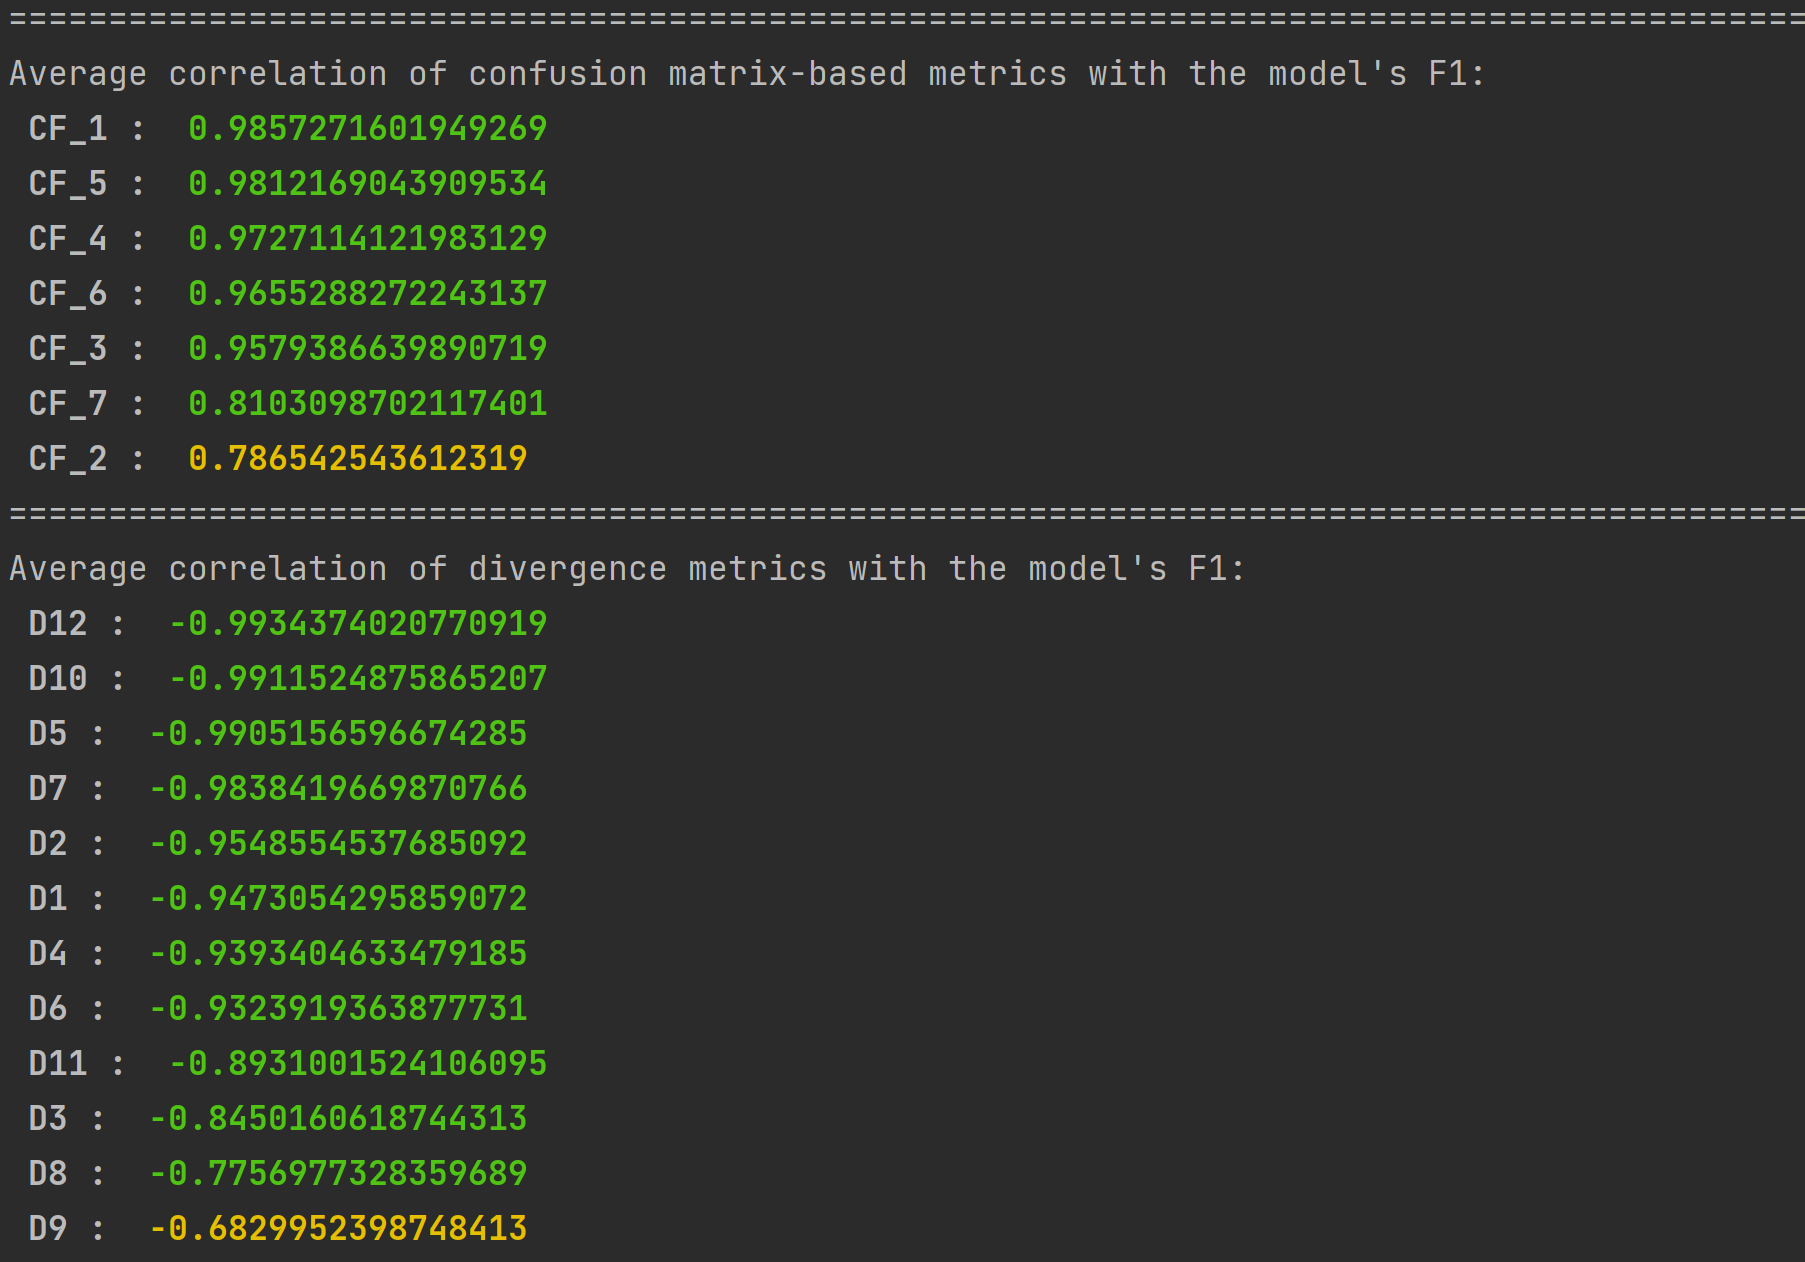 ==========================================================================================
Average correlation of confusion matrix-based metrics with the model's F1:
CF_1 : 0.9857271601949269
CF_5 : 0.9812169043909534
CF_4 : 0.9727114121983129
CF_6 : 0.9655288272243137
CF_3 : 0.9579386639890719
CF_7 : 0.8103098702117401
CF_2 : 0.786542543612319
==========================================================================================
Average correlation of divergence metrics with the model's F1:
D12 : -0.9934374020770919
D10 : -0.9911524875865207
D5 : -0.9905156596674285
D7 : -0.9838419669870766
D2 : -0.9548554537685092
D1 : -0.9473054295859072
D4 : -0.9393404633479185
D6 : -0.9323919363877731
D11 : -0.8931001524106095
D3 : -0.8450160618744313
D8 : -0.7756977328359689
D9 : -0.6829952398748413